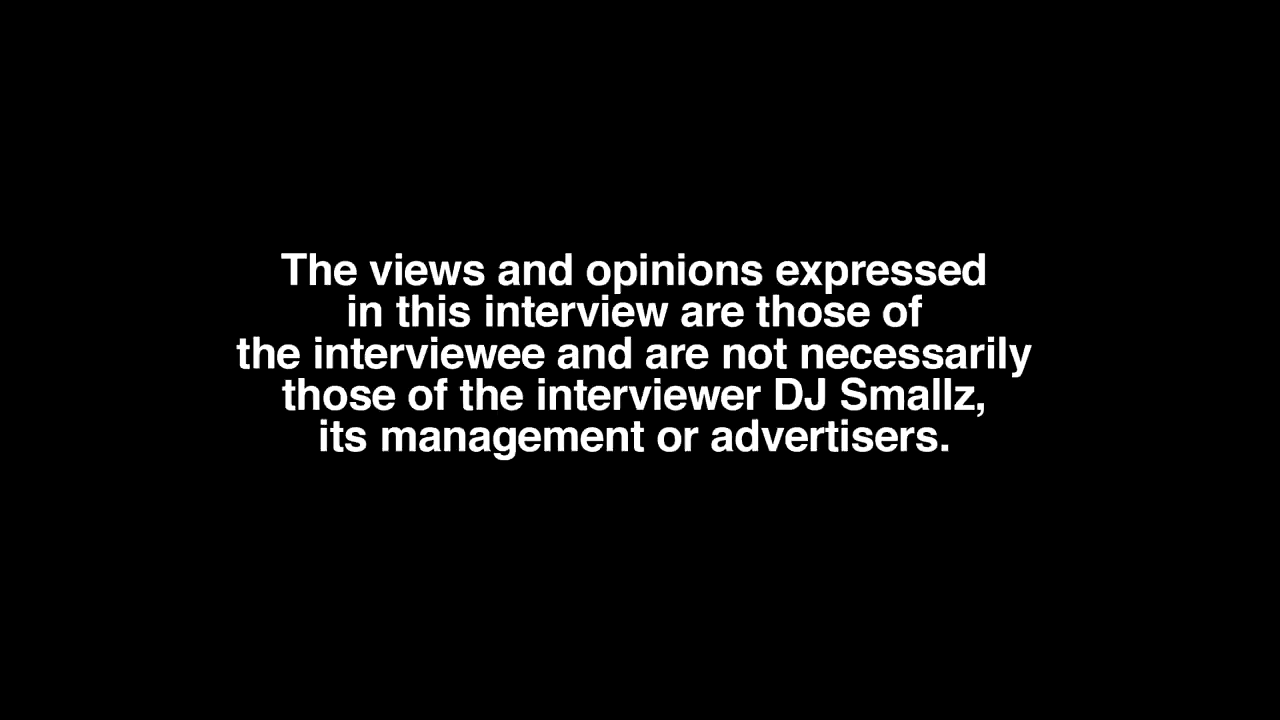 The views and opinions expressed
in this interview are those of
the interviewee and are not necessarily
those of the interviewer DJ Smallz,
its management or advertisers.